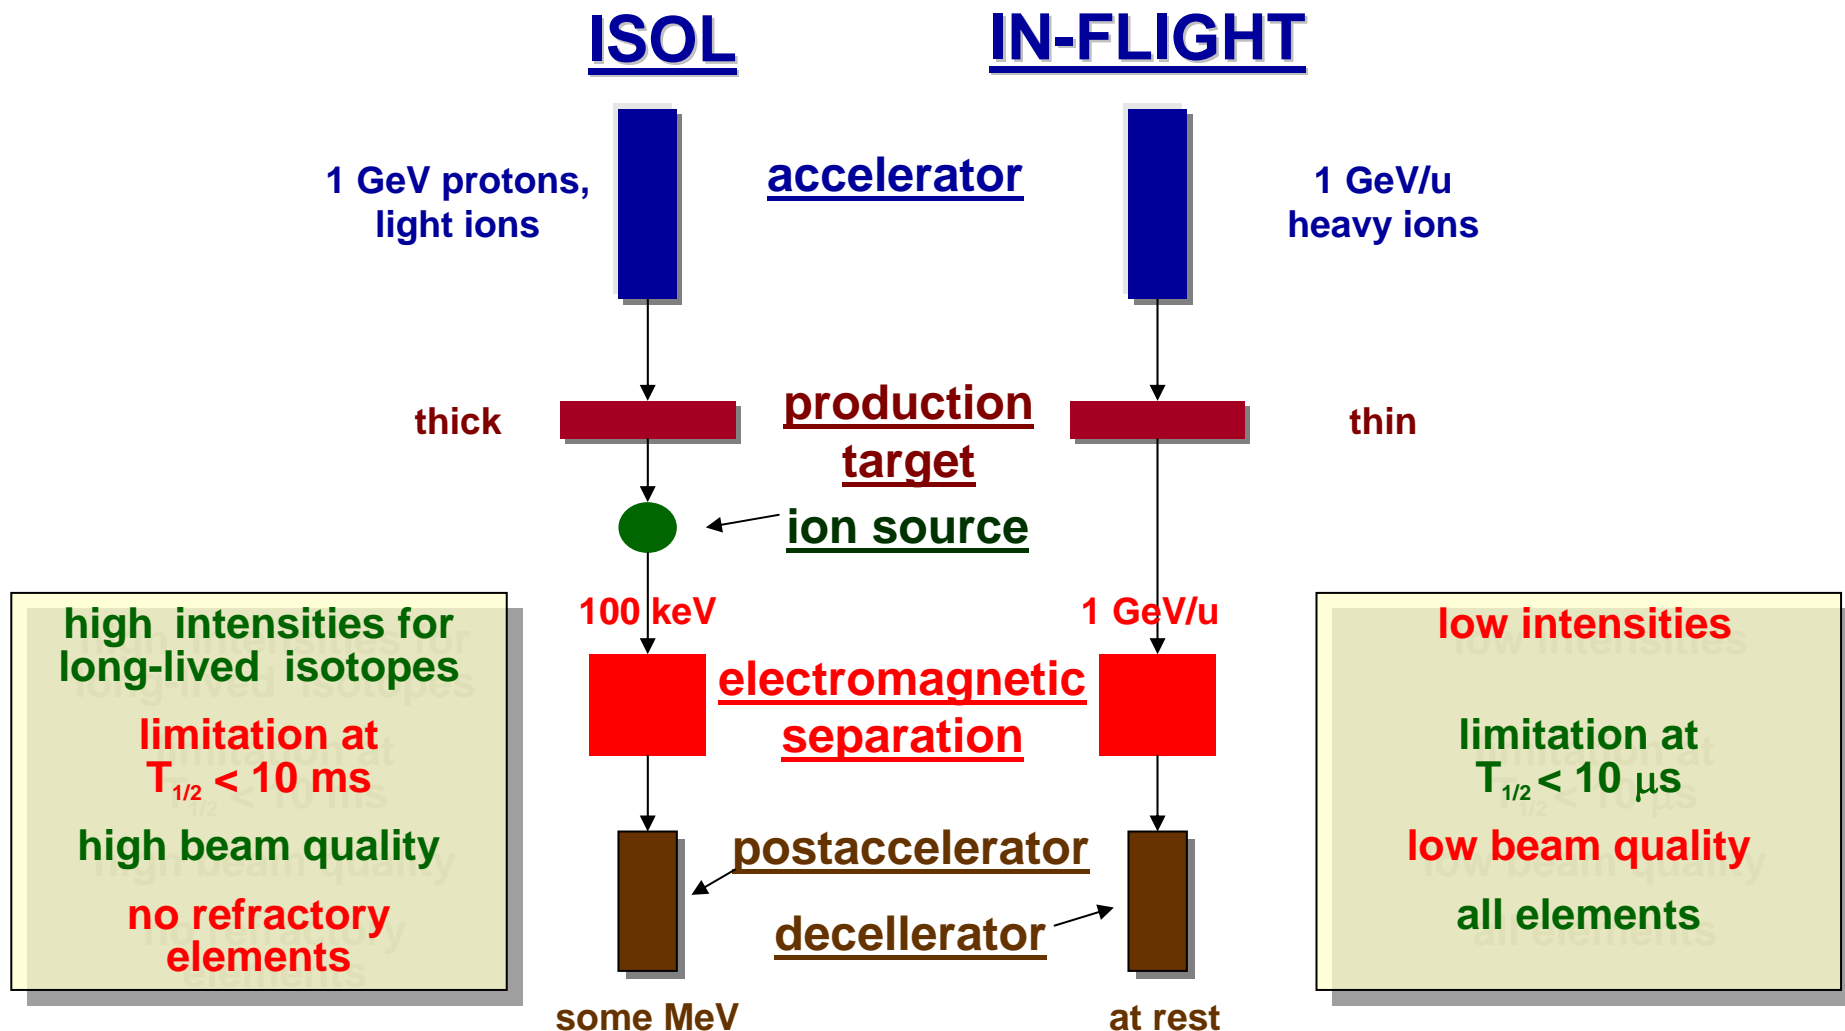 ISOL
IN-FLIGHT
1 GeV protons,
light ions
accelerator
1 GeV/u
heavy ions
thick
production
target
thin
ion source
100 keV
1 GeV/u
electromagnetic
separation
high intensities for
long-lived isotopes
limitation at
T1/2 < 10 ms
high beam quality
no refractory
elements
low intensities
limitation at
T1/2 < 10 μs
low beam quality
all elements
postaccelerator
decellerator
some MeV
at rest